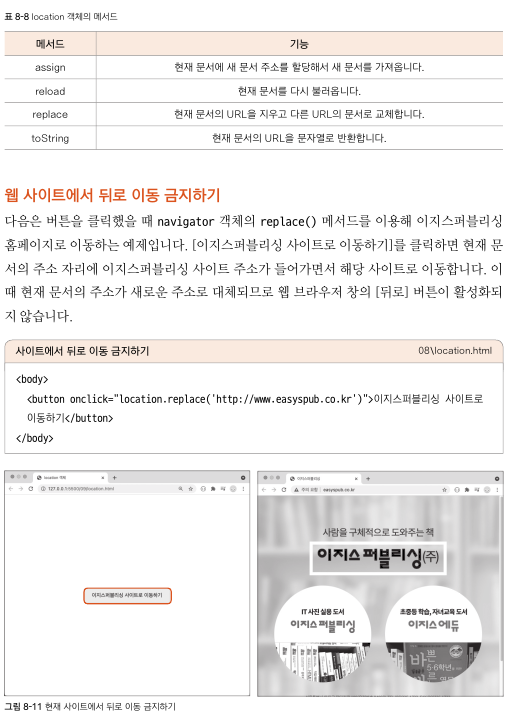 표 8-8 location 객체의 메서드
메서드 기능
assign 현재 문서에 새 문서 주소를 할당해서 새 문서를 가져옵니다.
reload 현재 문서를 다시 불러옵니다.
replace 현재 문서의 URL을 지우고 다른 URL의 문서로 교체합니다.
toString 현재 문서의 URL을 문자열로 반환합니다.
웹 사이트에서 뒤로 이동 금지하기
다음은 버튼을 클릭했을 때 navigator 객체의 replace() 메서드를 이용해 이지스퍼블리싱
홈페이지로 이동하는 예제입니다. [이지스퍼블리싱 사이트로 이동하기]를 클릭하면 현재 문
서의 주소 자리에 이지스퍼블리싱 사이트 주소가 들어가면서 해당 사이트로 이동합니다. 이
때 현재 문서의 주소가 새로운 주소로 대체되므로 웹 브라우저 창의 [뒤로] 버튼이 활성화되
지 않습니다.
사이트에서 뒤로 이동 금지하기 08\location.html
<body>
<button onclick="location.replace('http://www.easyspub.co.kr')">이지스퍼블리싱 사이트로
이동하기</button>
</body>
location 객체
127.0.0.1:5500/08/location.html
이지스퍼블리싱 사이트로 이동하기
이지스퍼블리싱
주의 요함 easyspub.co.kr
사람을 구체적으로 도와주는 책
이지스퍼블리싱(주)
IT 사진 실용 도서
이지스퍼블리싱
초중등 학습, 자녀교육 도서
이지스에듀
바쁜
5·6학년
그림 8-11 현재 사이트에서 뒤로 이동 금지하기